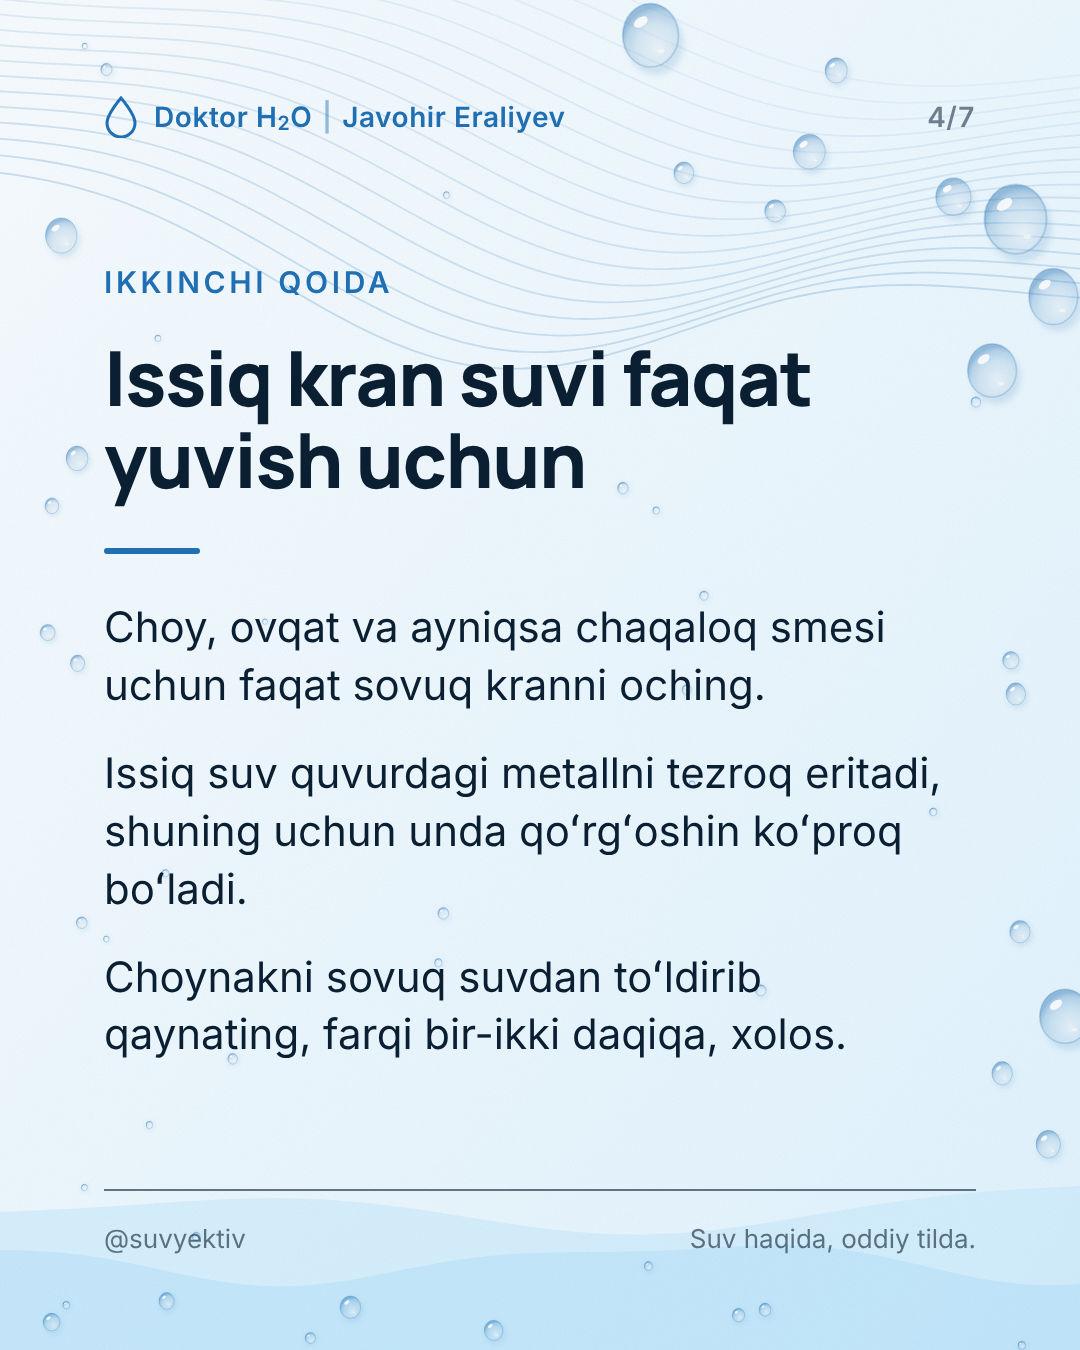 Doktor H₂O | Javohir Eraliyev
4/7
IKKINCHI QOIDA
Issiq kran suvi faqat
yuvish uchun
Choy, ovqat va ayniqsa chaqaloq smesi
uchun faqat sovuq kranni oching.
Issiq suv quvurdagi metallni tezroq eritadi,
shuning uchun unda qoʻrgʻoshin koʻproq
boʻladi.
Choynakni sovuq suvdan toʻldirib
qaynating, farqi bir-ikki daqiqa, xolos.
@suvyektiv
Suv haqida, oddiy tilda.